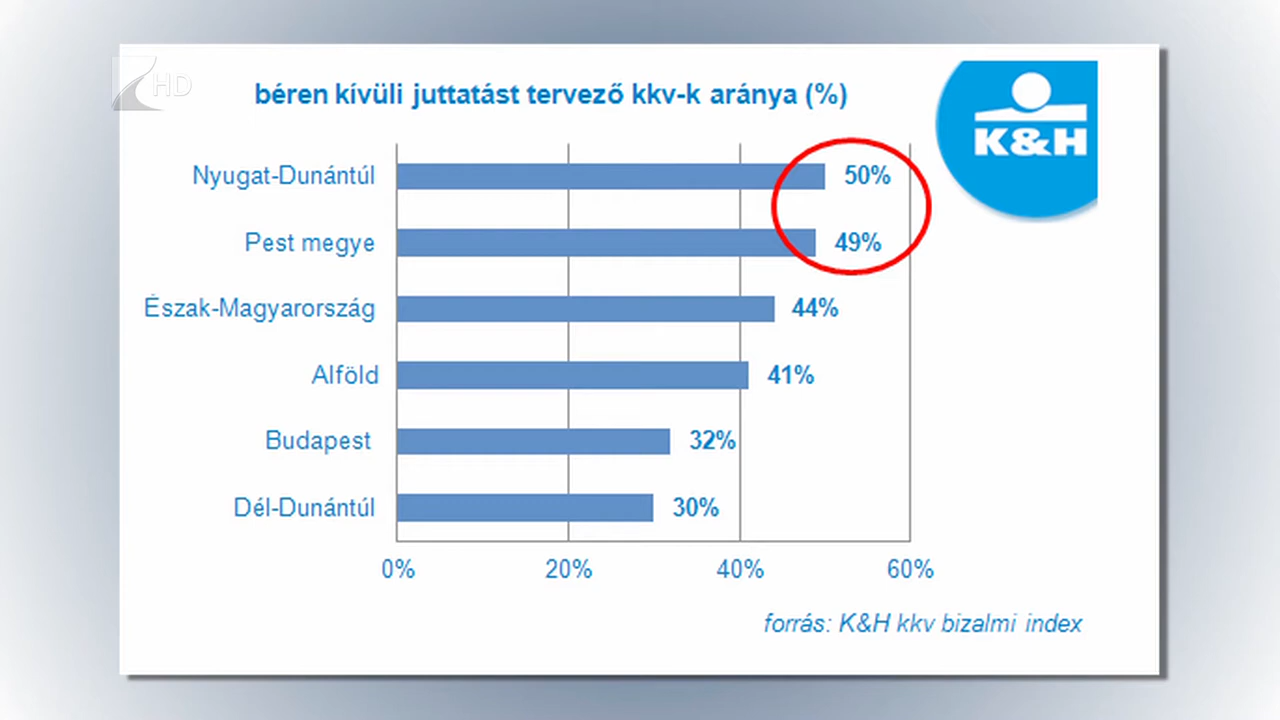 HD
béren kívüli juttatást tervező kkv-k aránya (%)
K&H
Nyugat-Dunántúl 50%
Pest megye 49%
Észak-Magyarország 44%
Alföld 41%
Budapest 32%
Dél-Dunántúl 30%
0% 20% 40% 60%
forrás: K&H kkv bizalmi index